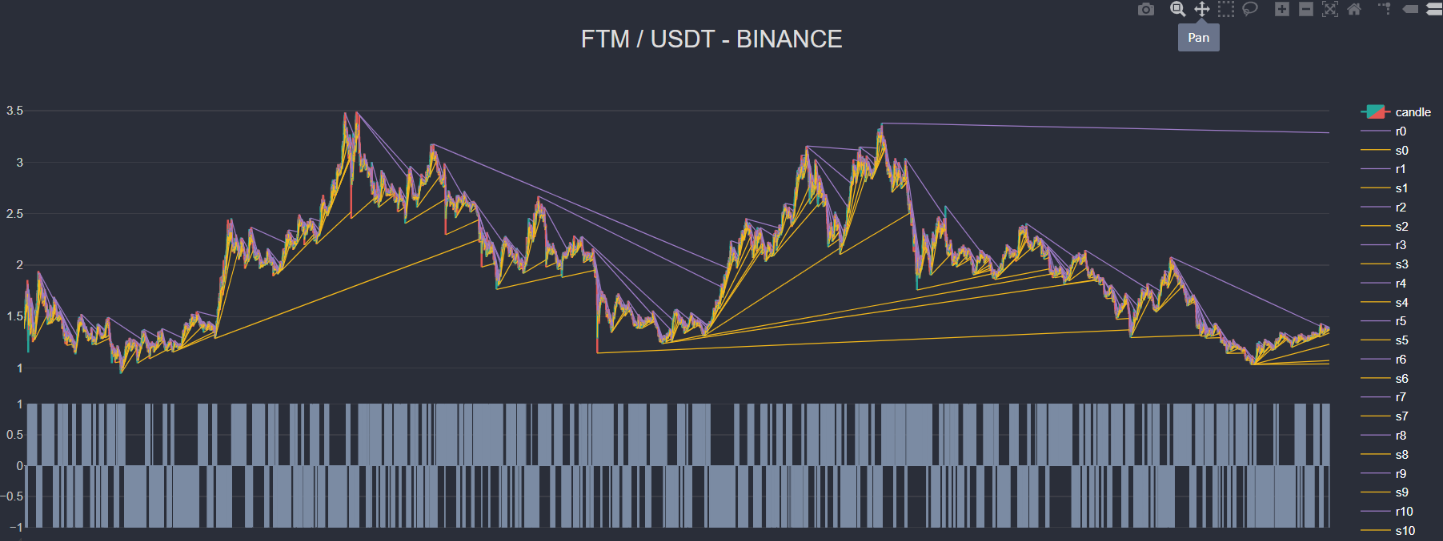 Pan
FTM / USDT - BINANCE
3.5
3
2.5
2
1.5
1
1
0.5
0
−0.5
−1
candle
r0
s0
r1
s1
r2
s2
r3
s3
r4
s4
r5
s5
r6
s6
r7
s7
r8
s8
r9
s9
r10
s10